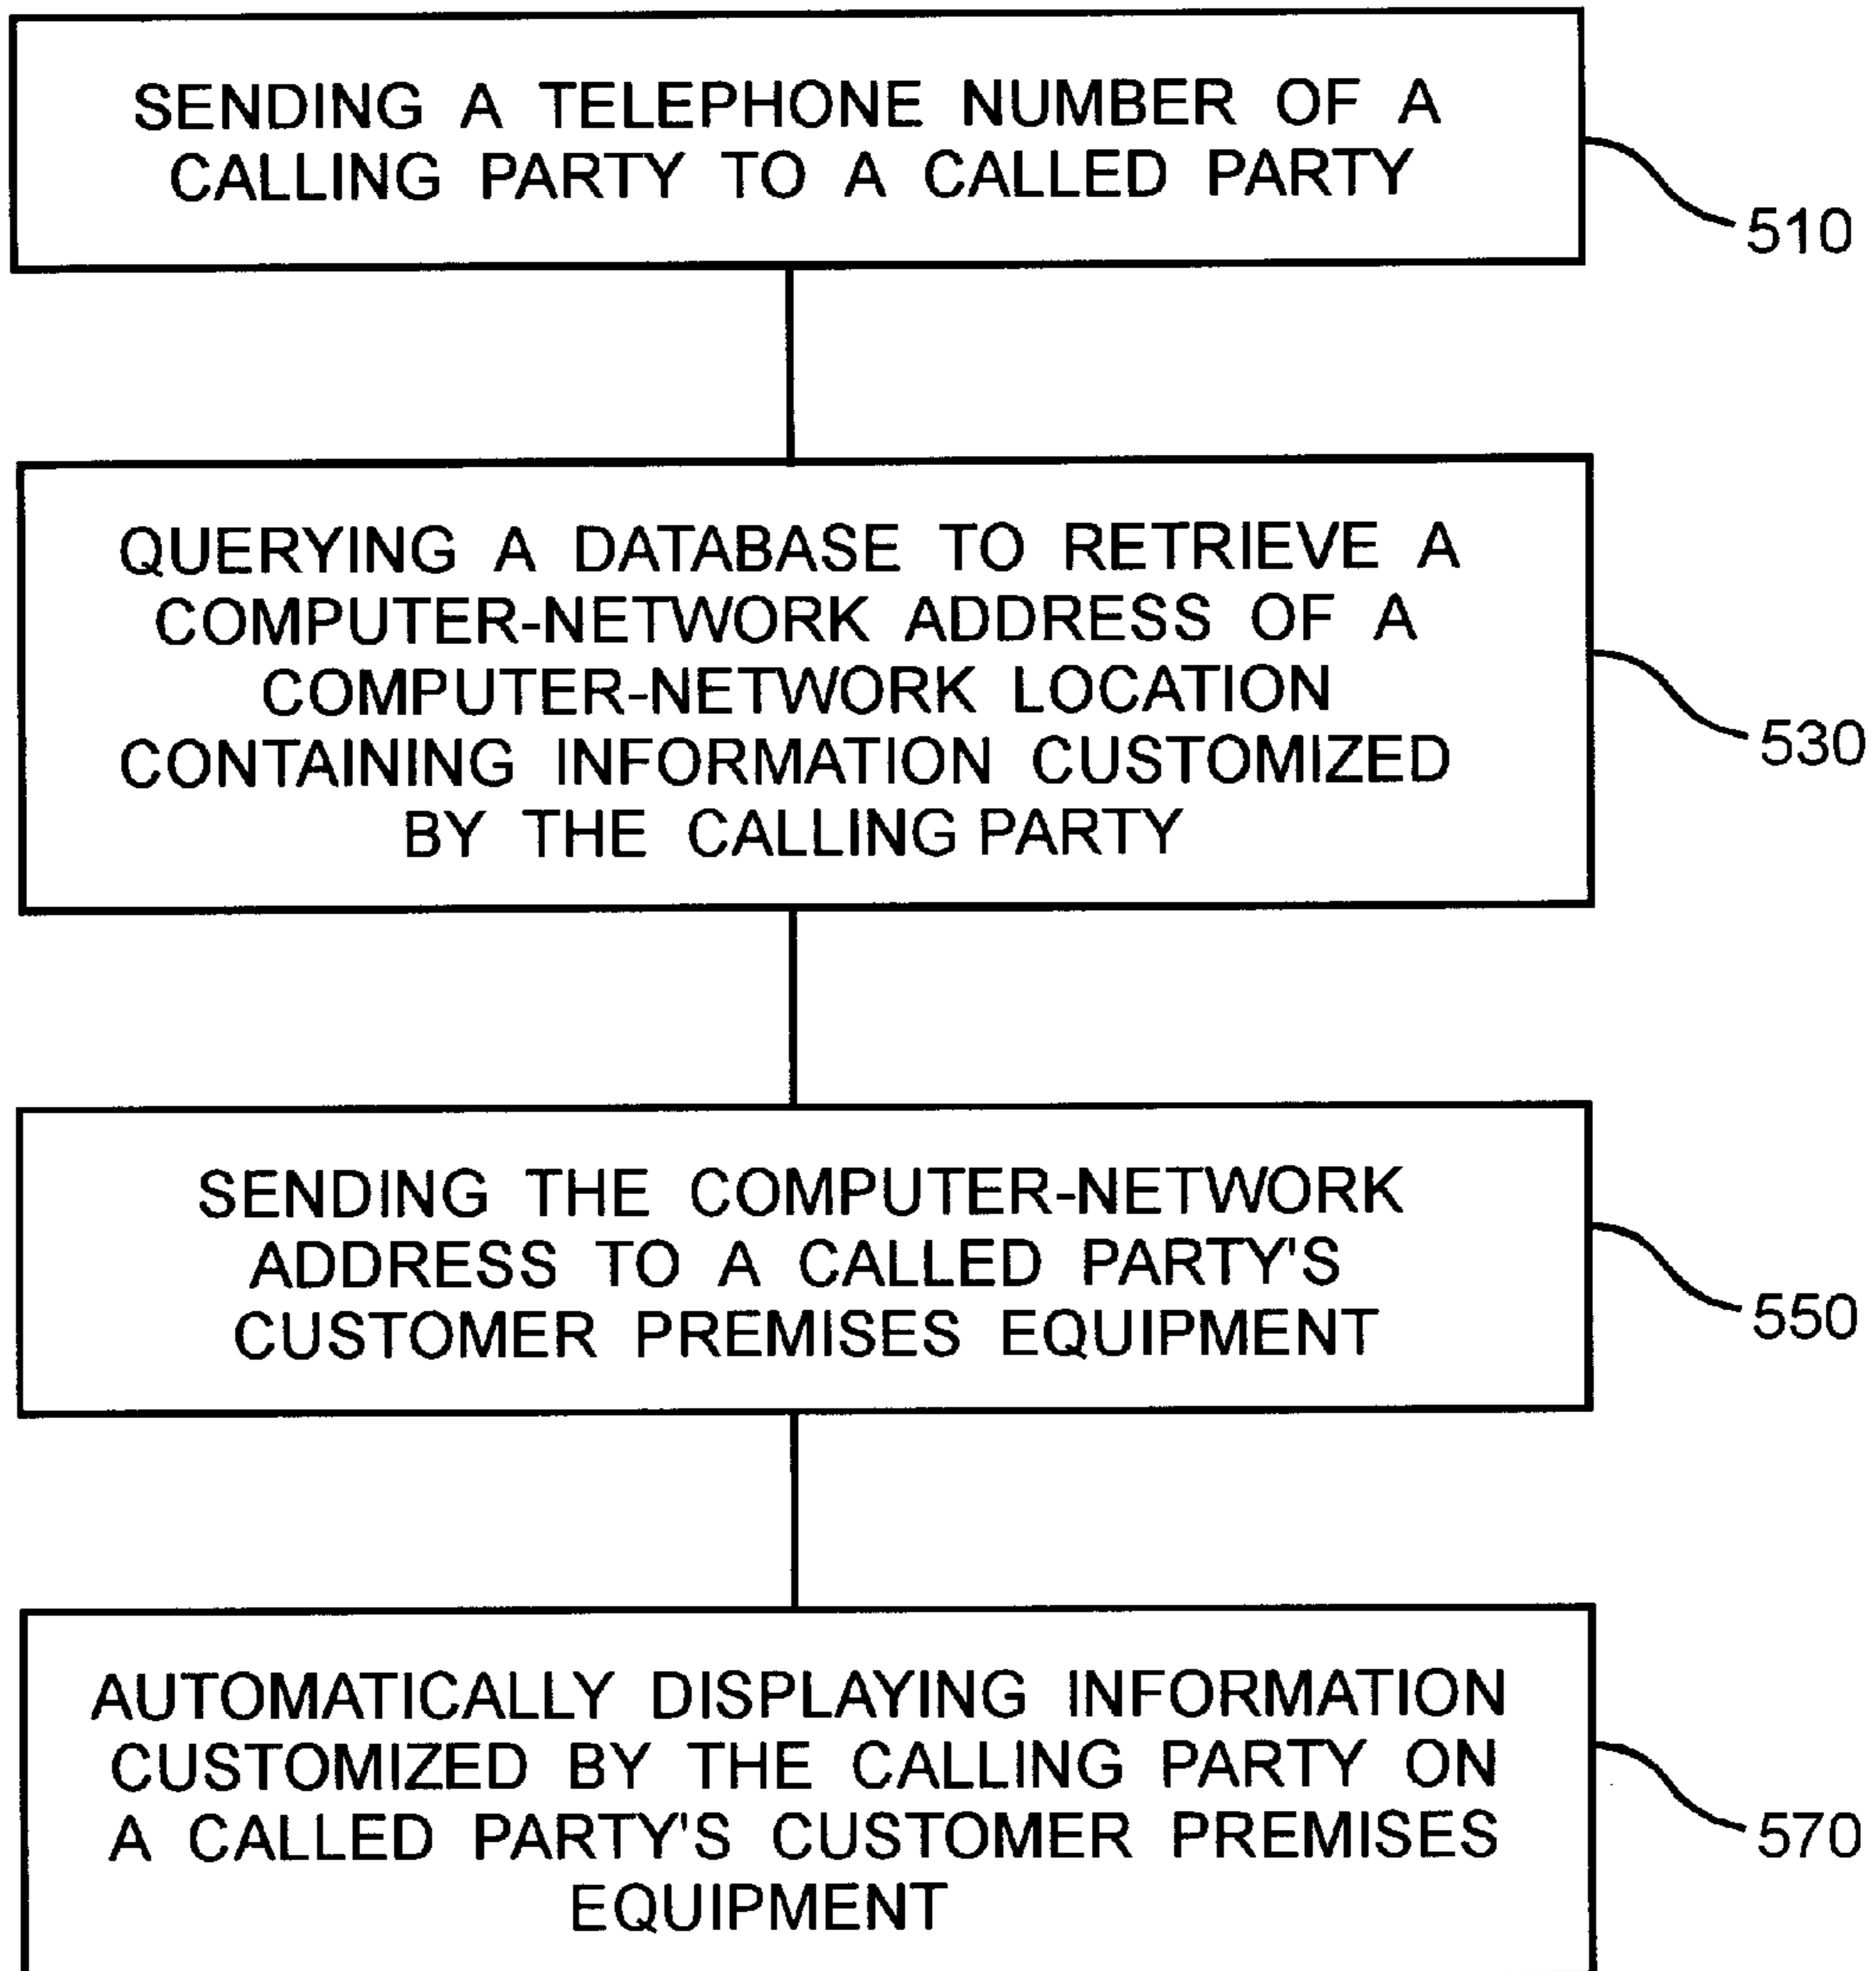 SENDING A TELEPHONE NUMBER OF A
CALLING PARTY TO A CALLED PARTY
510
QUERYING A DATABASE TO RETRIEVE A
COMPUTER-NETWORK ADDRESS OF A
COMPUTER-NETWORK LOCATION
CONTAINING INFORMATION CUSTOMIZED
BY THE CALLING PARTY
530
SENDING THE COMPUTER-NETWORK
ADDRESS TO A CALLED PARTY'S
CUSTOMER PREMISES EQUIPMENT
550
AUTOMATICALLY DISPLAYING INFORMATION
CUSTOMIZED BY THE CALLING PARTY ON
A CALLED PARTY'S CUSTOMER PREMISES
EQUIPMENT
570